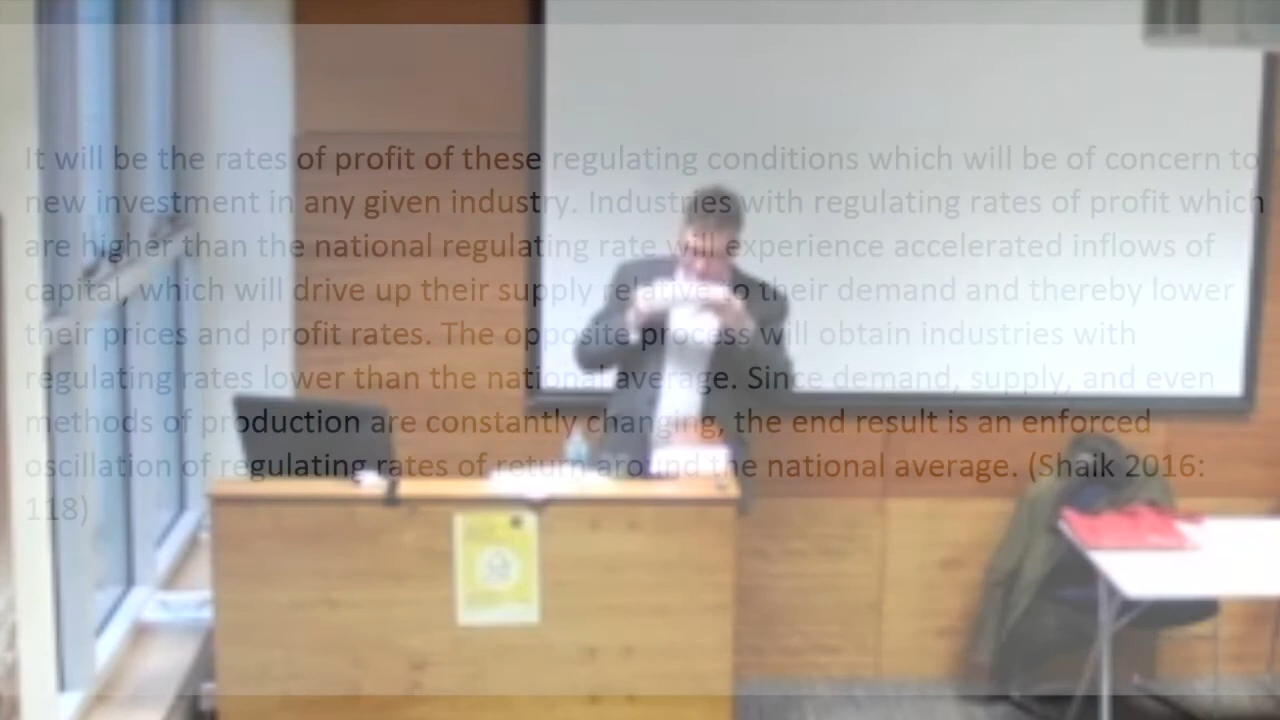 It will be the rates of profit of these regulating conditions which will be of concern to
new investment in any given industry. Industries with regulating rates of profit which
are higher than the national regulating rate will experience accelerated inflows of
capital, which will drive up their supply relative to their demand and thereby lower
their prices and profit rates. The opposite process will obtain industries with
regulating rates lower than the national average. Since demand, supply, and even
methods of production are constantly changing, the end result is an enforced
oscillation of regulating rates of return around the national average. (Shaik 2016:
118)